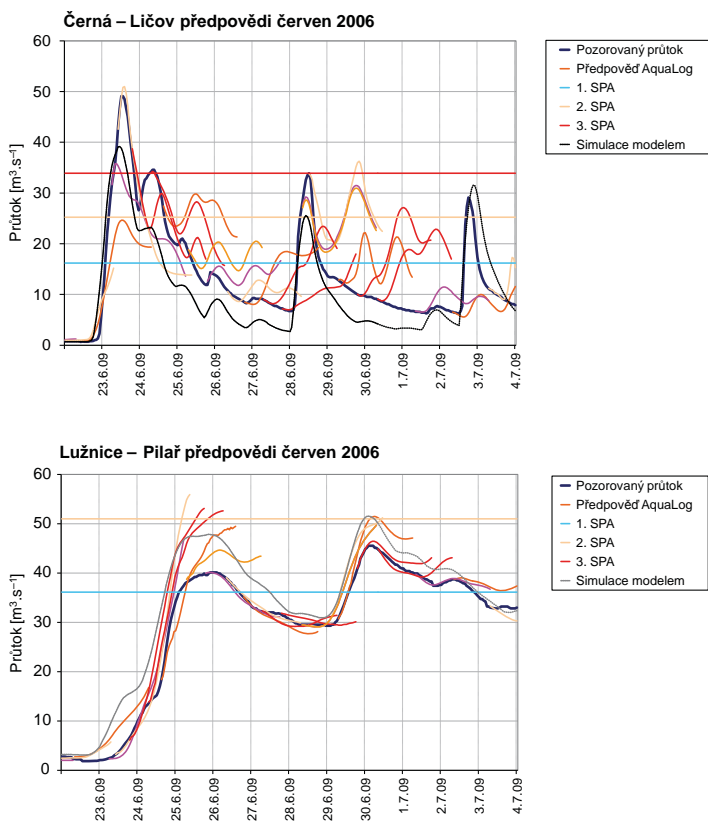 Černá – Ličov předpovědi červen 2006
Průtok [m³.s⁻¹]
60
50
40
30
20
10
0
23.6.09
24.6.09
25.6.09
26.6.09
27.6.09
28.6.09
29.6.09
30.6.09
1.7.09
2.7.09
3.7.09
4.7.09
Pozorovaný průtok
Předpověď AquaLog
1. SPA
2. SPA
3. SPA
Simulace modelem
Lužnice – Pilař předpovědi červen 2006
Průtok [m³.s⁻¹]
60
50
40
30
20
10
0
23.6.09
24.6.09
25.6.09
26.6.09
27.6.09
28.6.09
29.6.09
30.6.09
1.7.09
2.7.09
3.7.09
4.7.09
Pozorovaný průtok
Předpověď AquaLog
1. SPA
2. SPA
3. SPA
Simulace modelem